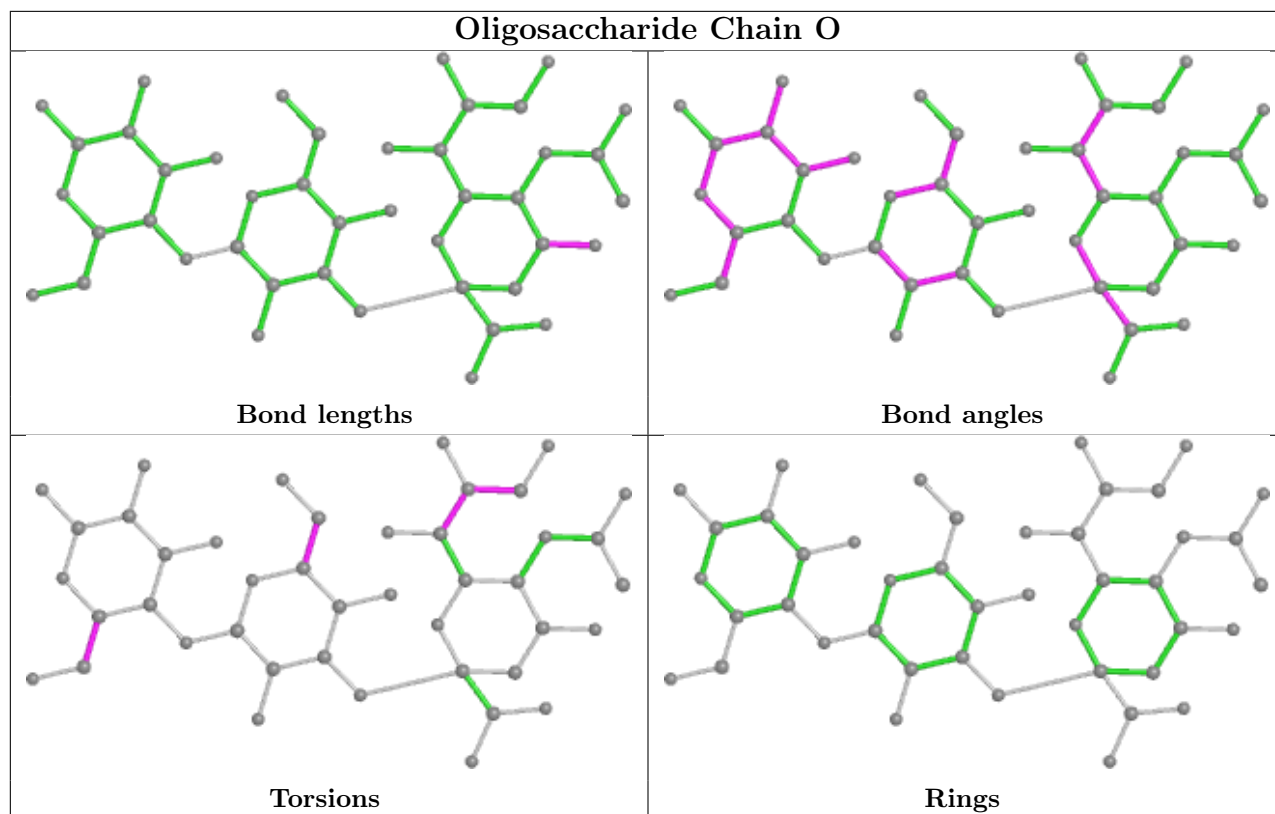 Oligosaccharide Chain O
Bond lengths
Bond angles
Torsions
Rings